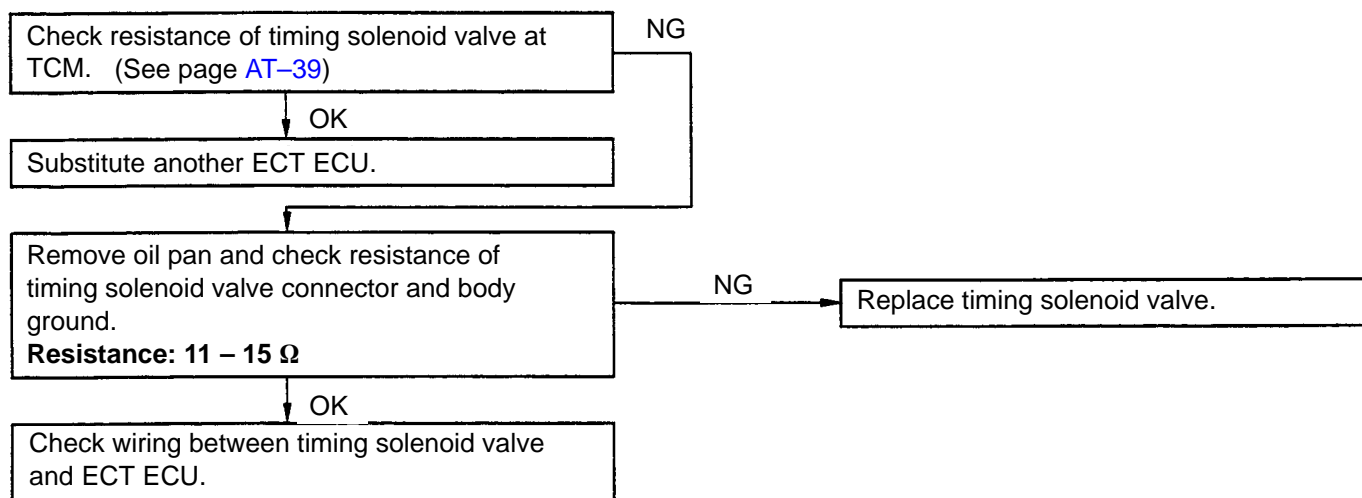 Check resistance of timing solenoid valve at
TCM. (See page AT–39)
NG
OK
Substitute another ECT ECU.
Remove oil pan and check resistance of
timing solenoid valve connector and body
ground.
Resistance: 11 – 15 Ω
NG
Replace timing solenoid valve.
OK
Check wiring between timing solenoid valve
and ECT ECU.